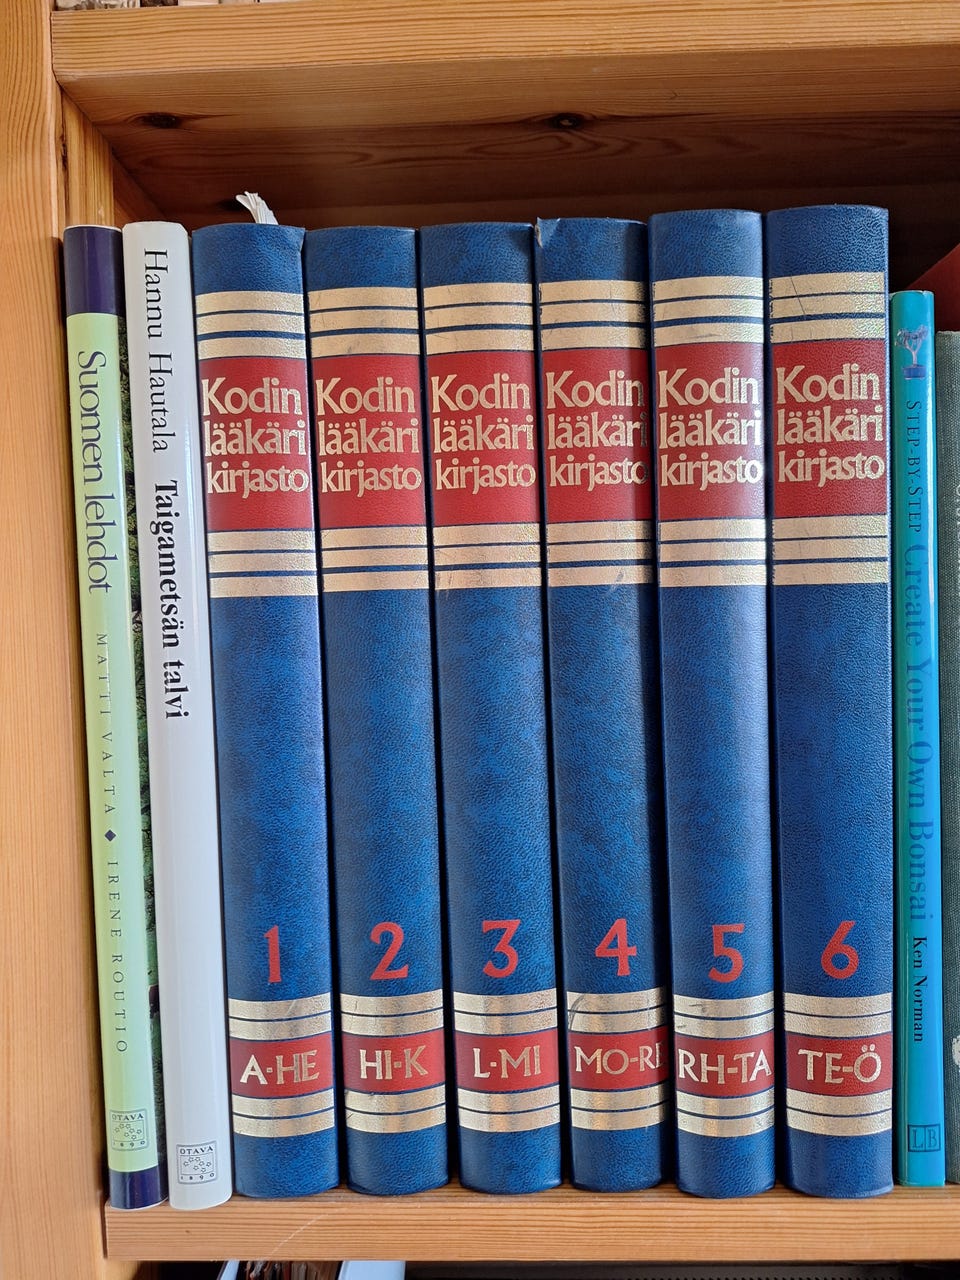 Suomen lehdot MATTI VALTA ◆ IRENE ROUTIO
OTAVA
1890
Hannu Hautala Taigametsän talvi
OTAVA
1890
Kodin
lääkäri
kirjasto
1
A-HE
Kodin
lääkäri
kirjasto
2
HI-K
Kodin
lääkäri
kirjasto
3
L-MI
Kodin
lääkäri
kirjasto
4
MO-RE
Kodin
lääkäri
kirjasto
5
RH-TA
Kodin
lääkäri
kirjasto
6
TE-Ö
STEP-BY-STEP Create Your Own Bonsai Ken Norman
LB